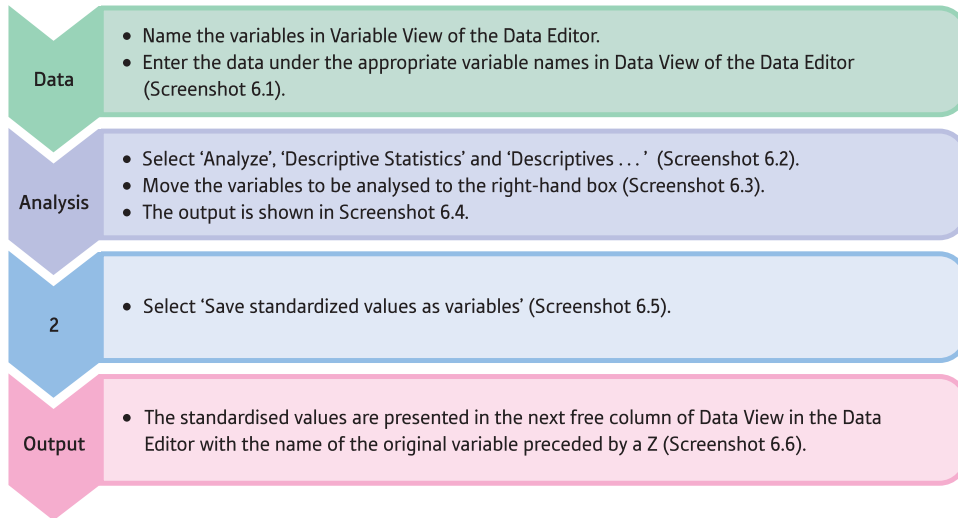 Data
• Name the variables in Variable View of the Data Editor.
• Enter the data under the appropriate variable names in Data View of the Data Editor
(Screenshot 6.1).
Analysis
• Select ‘Analyze’, ‘Descriptive Statistics’ and ‘Descriptives . . . ’ (Screenshot 6.2).
• Move the variables to be analysed to the right-hand box (Screenshot 6.3).
• The output is shown in Screenshot 6.4.
2
• Select ‘Save standardized values as variables’ (Screenshot 6.5).
Output
• The standardised values are presented in the next free column of Data View in the Data
Editor with the name of the original variable preceded by a Z (Screenshot 6.6).